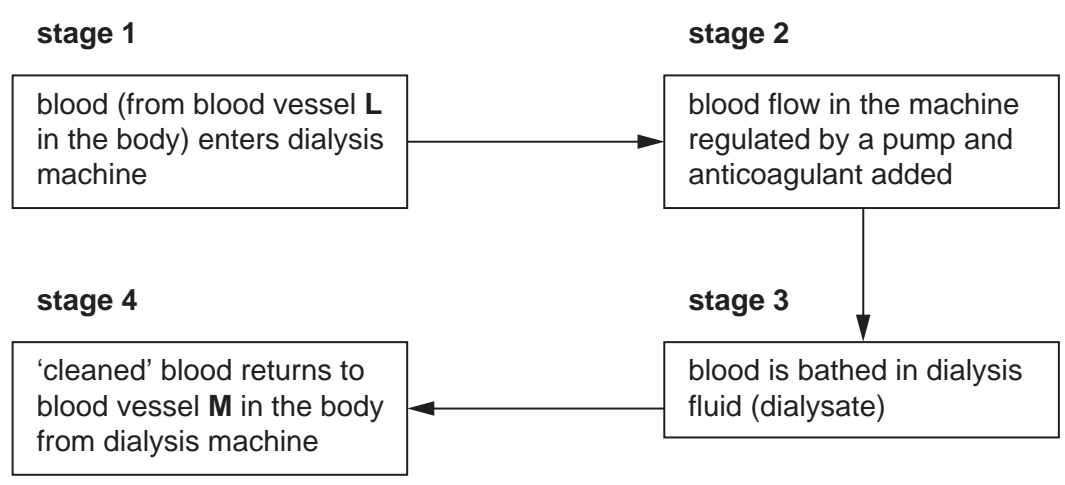 stage 1
blood (from blood vessel L
in the body) enters dialysis
machine
stage 2
blood flow in the machine
regulated by a pump and
anticoagulant added
stage 3
blood is bathed in dialysis
fluid (dialysate)
stage 4
‘cleaned’ blood returns to
blood vessel M in the body
from dialysis machine